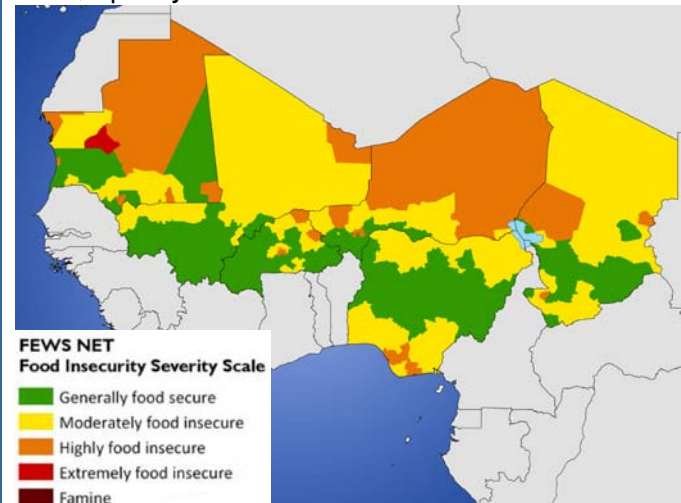 FEWS NET
Food Insecurity Severity Scale
Generally food secure
Moderately food insecure
Highly food insecure
Extremely food insecure
Famine